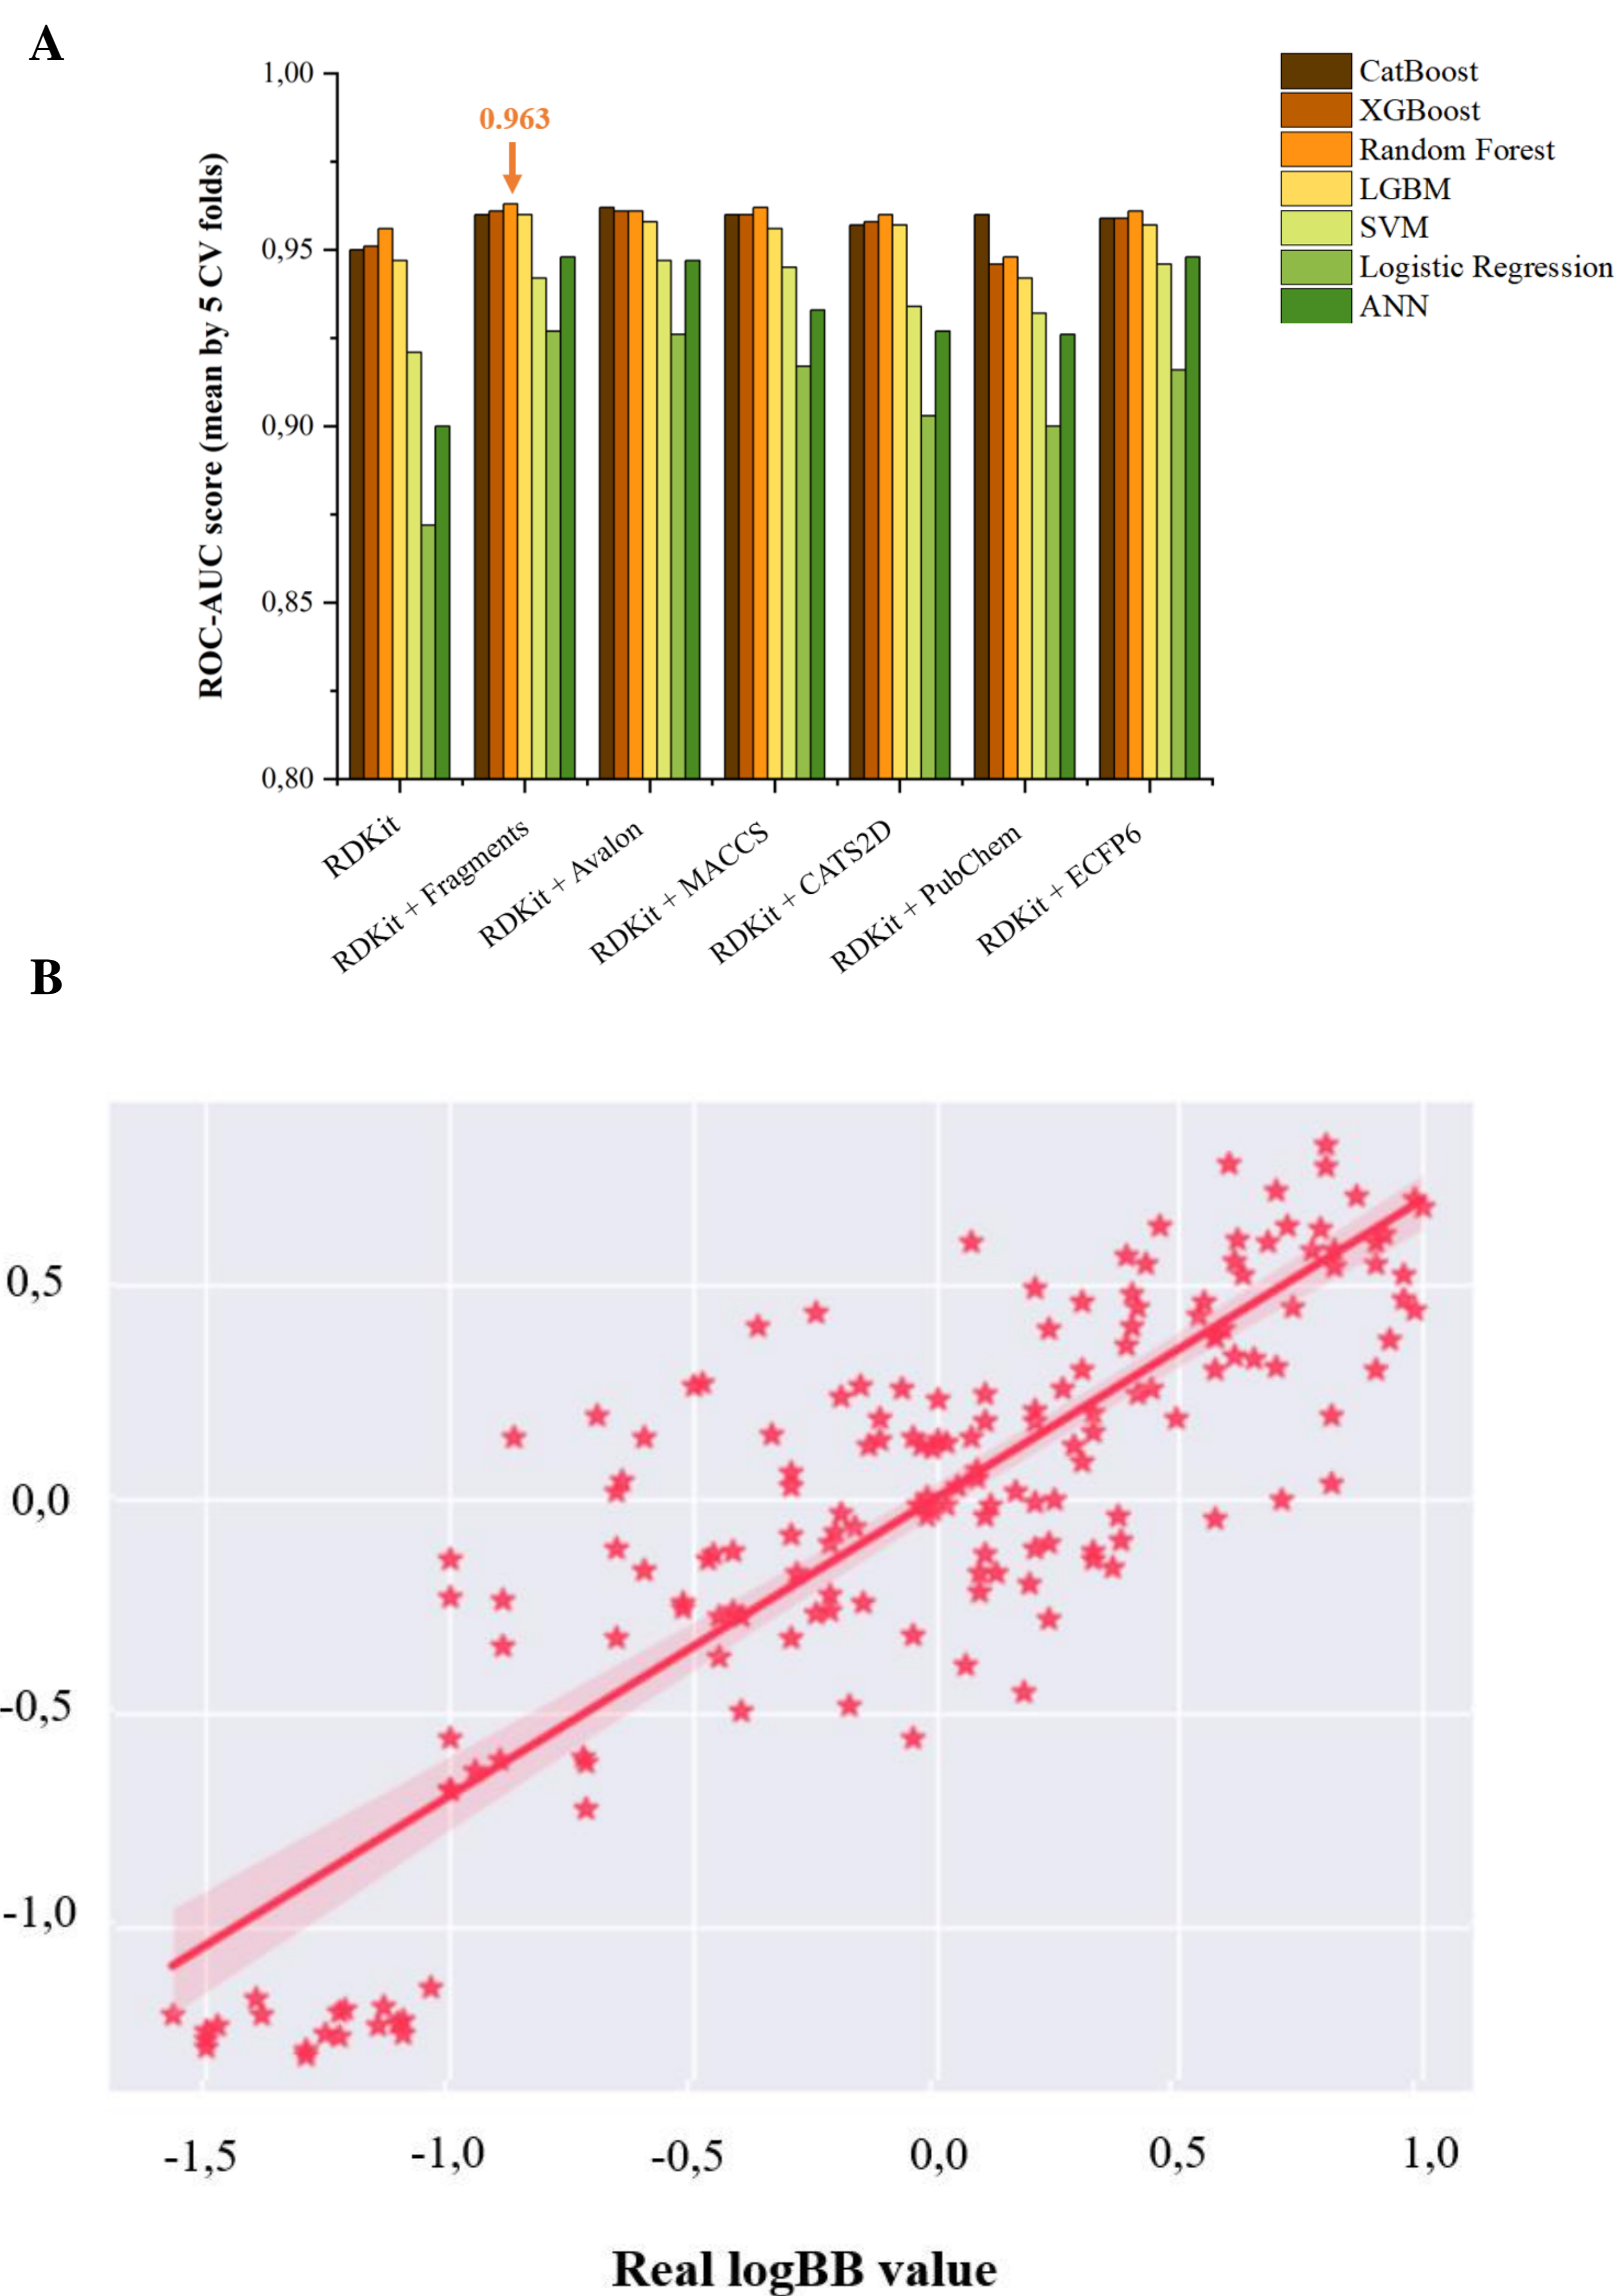 A
1,00
0,95
0,90
0,85
0,80
ROC-AUC score (mean by 5 CV folds)
0.963
CatBoost
XGBoost
Random Forest
LGBM
SVM
Logistic Regression
ANN
RDKit
RDKit + Fragments
RDKit + Avalon
RDKit + MACCS
RDKit + CATS2D
RDKit + PubChem
RDKit + ECFP6
B
0,5
0,0
-0,5
-1,0
-1,5
-1,0
-0,5
0,0
0,5
1,0
Real logBB value